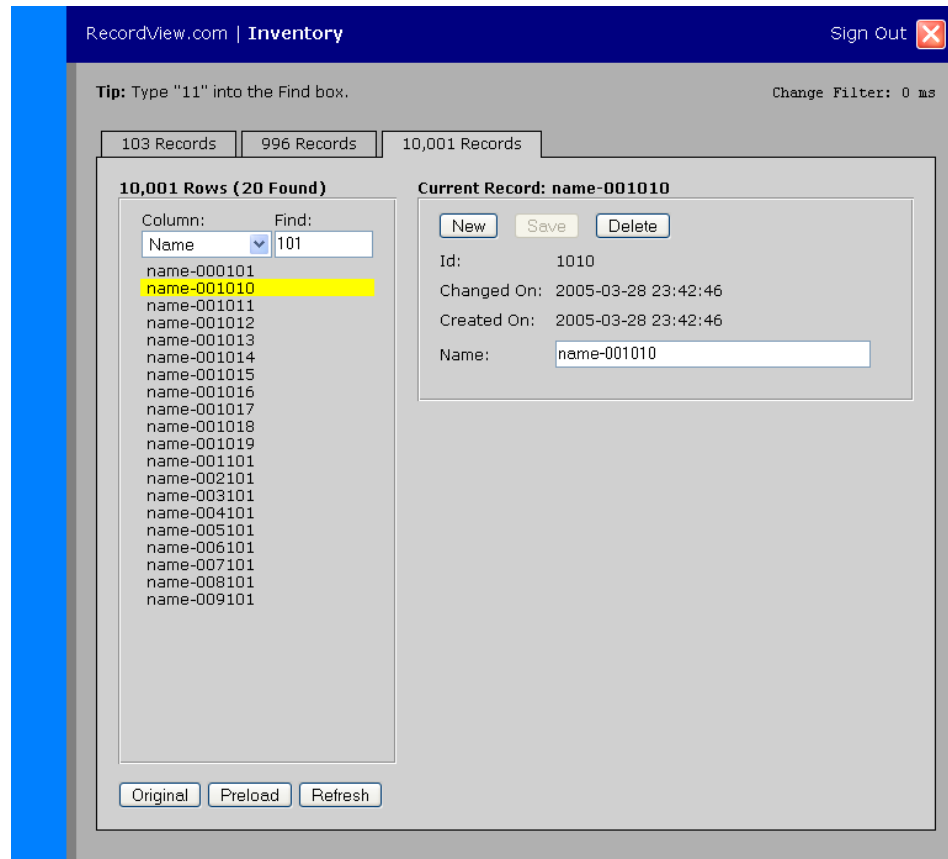 RecordView.com | Inventory Sign Out
Tip: Type "11" into the Find box. Change Filter: 0 ms
103 Records 996 Records 10,001 Records
10,001 Rows (20 Found)
Column: Find:
Name 101
name-000101
name-001010
name-001011
name-001012
name-001013
name-001014
name-001015
name-001016
name-001017
name-001018
name-001019
name-001101
name-002101
name-003101
name-004101
name-005101
name-006101
name-007101
name-008101
name-009101
Original Preload Refresh
Current Record: name-001010
New Save Delete
Id: 1010
Changed On: 2005-03-28 23:42:46
Created On: 2005-03-28 23:42:46
Name: name-001010